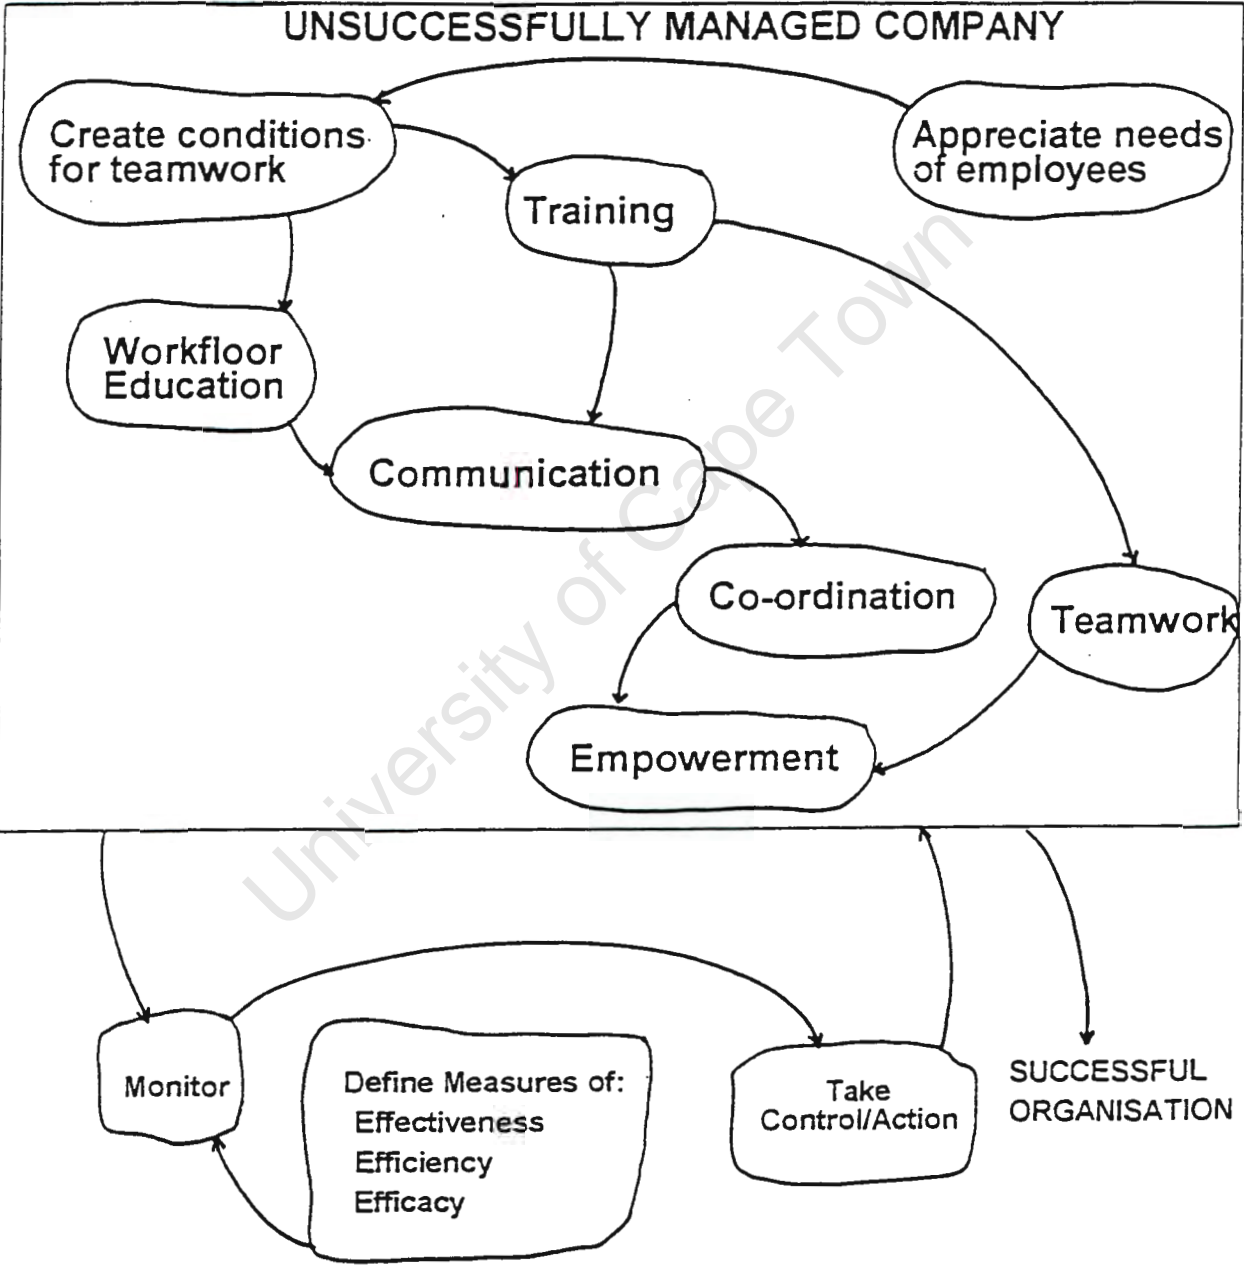 UNSUCCESSFULLY MANAGED COMPANY
Create conditions
for teamwork
Appreciate needs
of employees
Training
Workfloor
Education
Communication
Co-ordination
Teamwork
Empowerment
University of Cape Town
Monitor
Define Measures of:
Effectiveness
Efficiency
Efficacy
Take
Control/Action
SUCCESSFUL
ORGANISATION